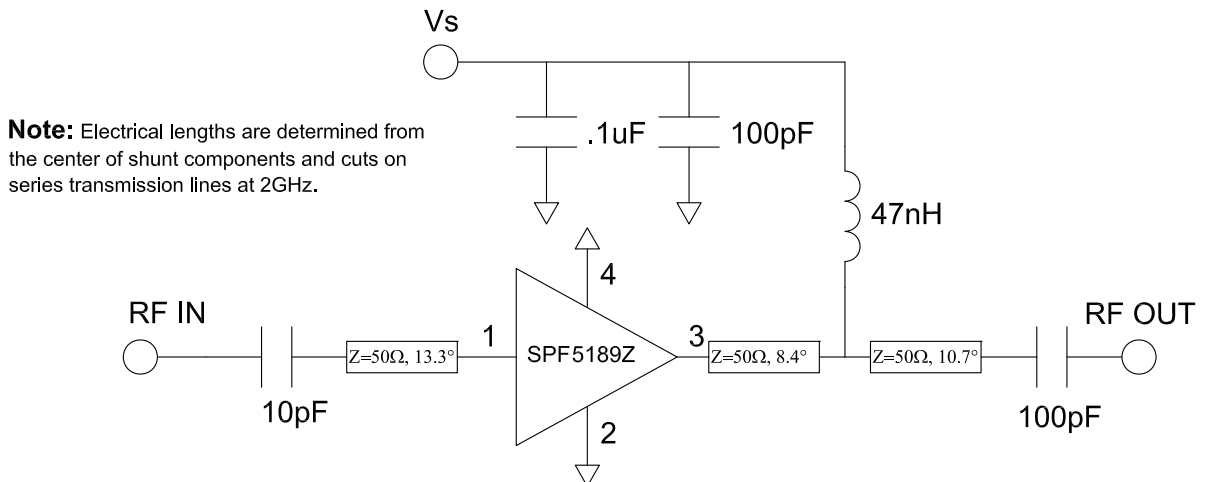 Vs
Note: Electrical lengths are determined from
the center of shunt components and cuts on
series transmission lines at 2GHz.
.1uF
100pF
47nH
4
RF IN
1
SPF5189Z
3
RF OUT
Z=50Ω, 13.3°
Z=50Ω, 8.4°
Z=50Ω, 10.7°
10pF
2
100pF